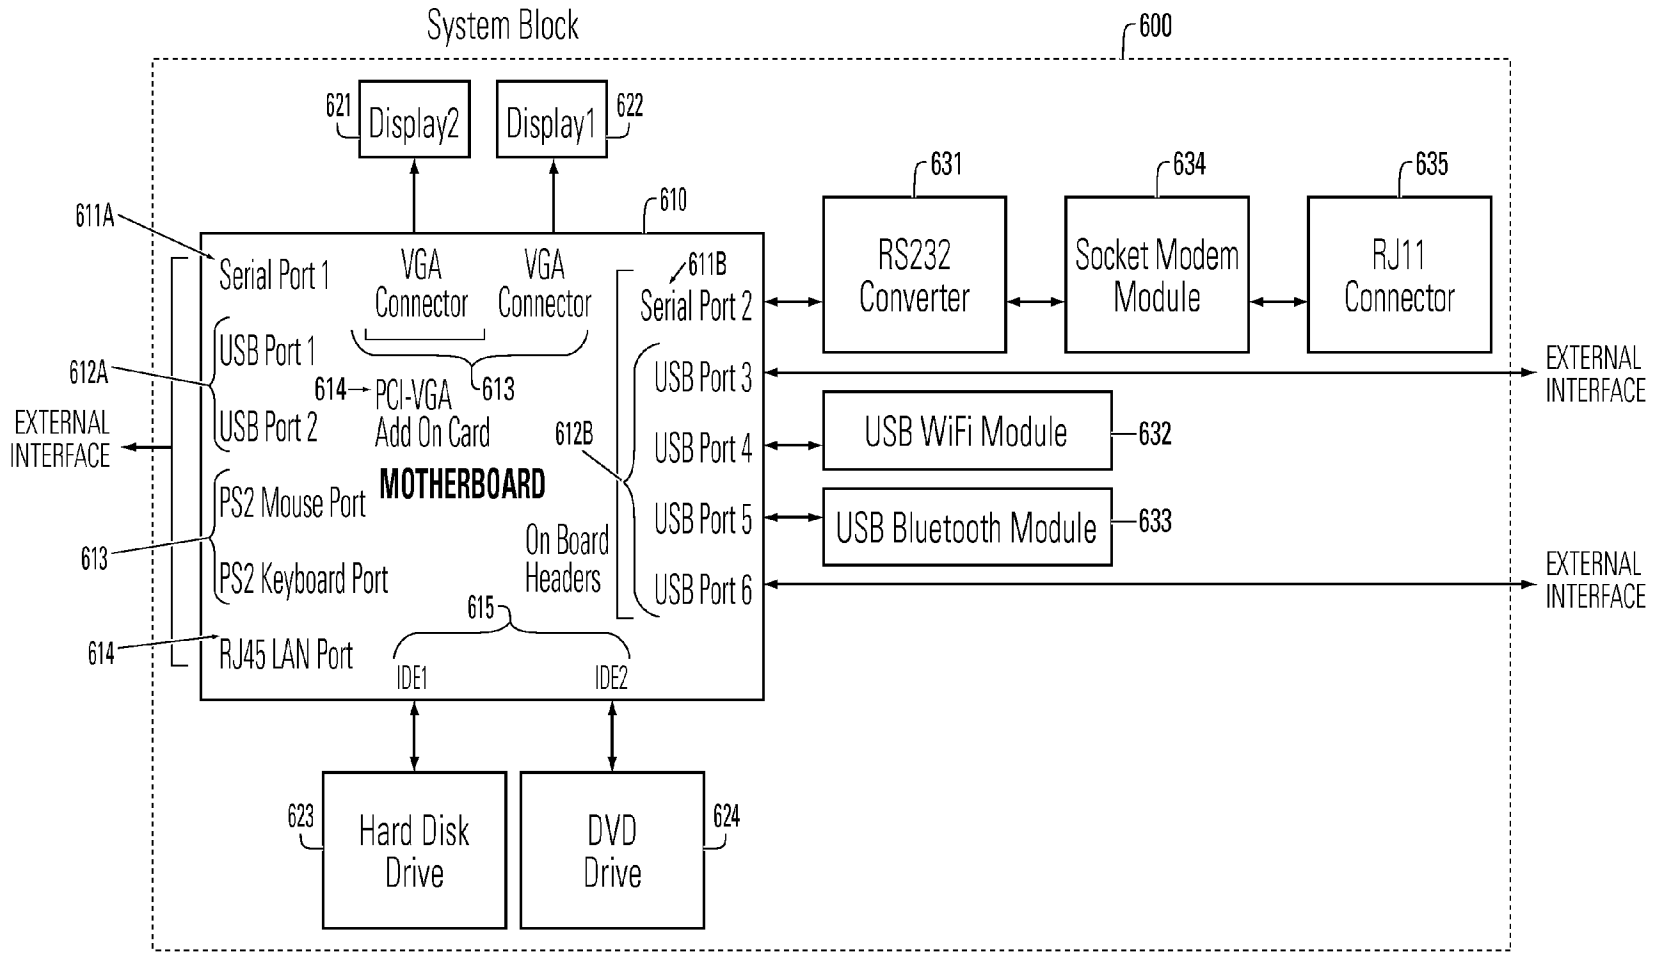 System Block
600
621
Display2
Display1
622
631
634
635
611A
610
RS232
Converter
Socket Modem
Module
RJ11
Connector
Serial Port 1
VGA
Connector
VGA
Connector
611B
Serial Port 2
612A
USB Port 1
USB Port 2
614
PCI-VGA
Add On Card
613
612B
USB Port 3
EXTERNAL
INTERFACE
EXTERNAL
INTERFACE
MOTHERBOARD
USB Port 4
USB WiFi Module
632
613
PS2 Mouse Port
PS2 Keyboard Port
On Board
Headers
USB Port 5
USB Bluetooth Module
633
USB Port 6
EXTERNAL
INTERFACE
614
RJ45 LAN Port
615
IDE1
IDE2
623
Hard Disk
Drive
DVD
Drive
624